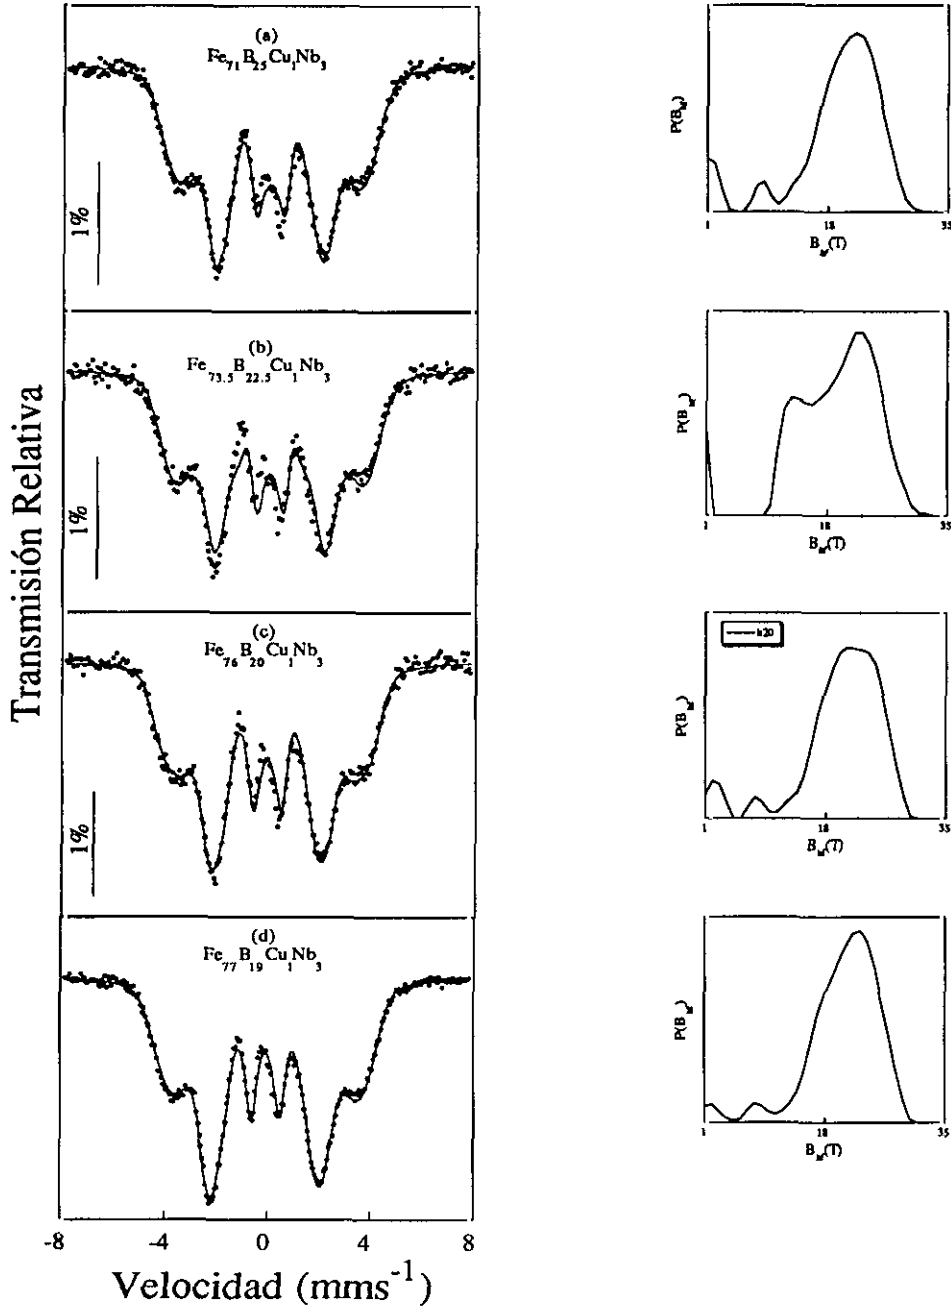 Transmisión Relativa
(a)
Fe71B25Cu1Nb3
1%
(b)
Fe73.5B22.5Cu1Nb3
1%
(c)
Fe76B20Cu1Nb3
1%
(d)
Fe77B19Cu1Nb3
-8 -4 0 4 8
Velocidad (mms-1)
P(Bhf)
1 18 35
Bhf(T)
P(Bhf)
1 18 35
Bhf(T)
P(Bhf)
1 18 35
Bhf(T)
P(Bhf)
1 18 35
Bhf(T)